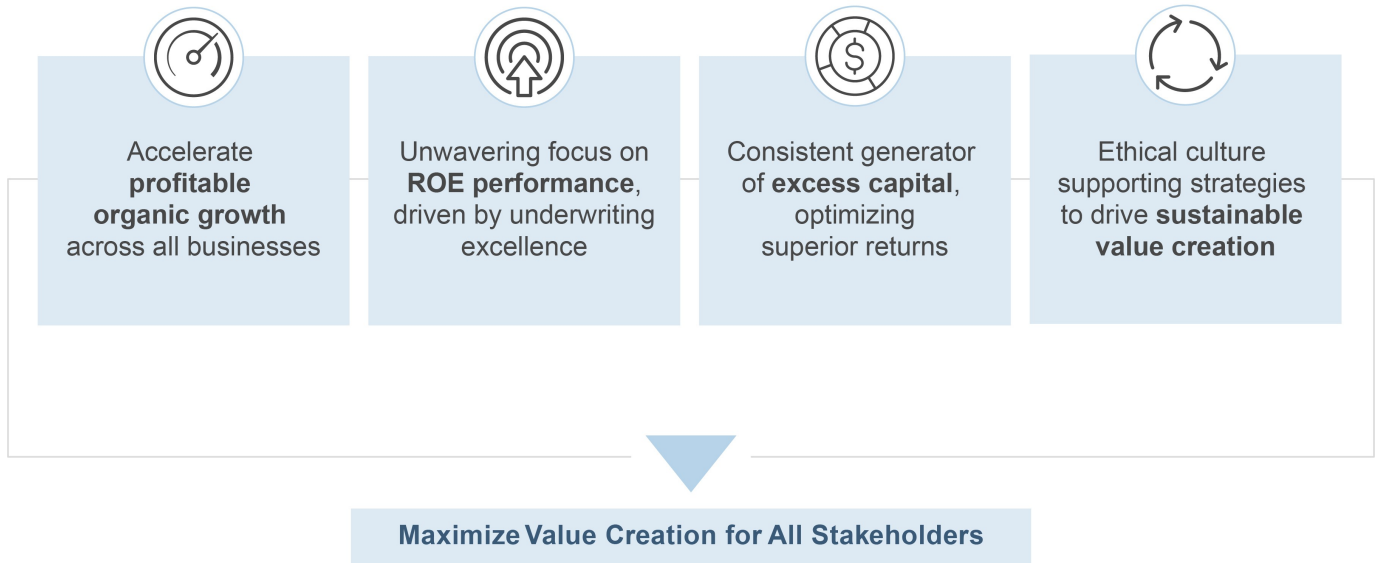 Accelerate
profitable
organic growth
across all businesses
Unwavering focus on
ROE performance,
driven by underwriting
excellence
$
Consistent generator
of excess capital,
optimizing
superior returns
Ethical culture
supporting strategies
to drive sustainable
value creation
Maximize Value Creation for All Stakeholders